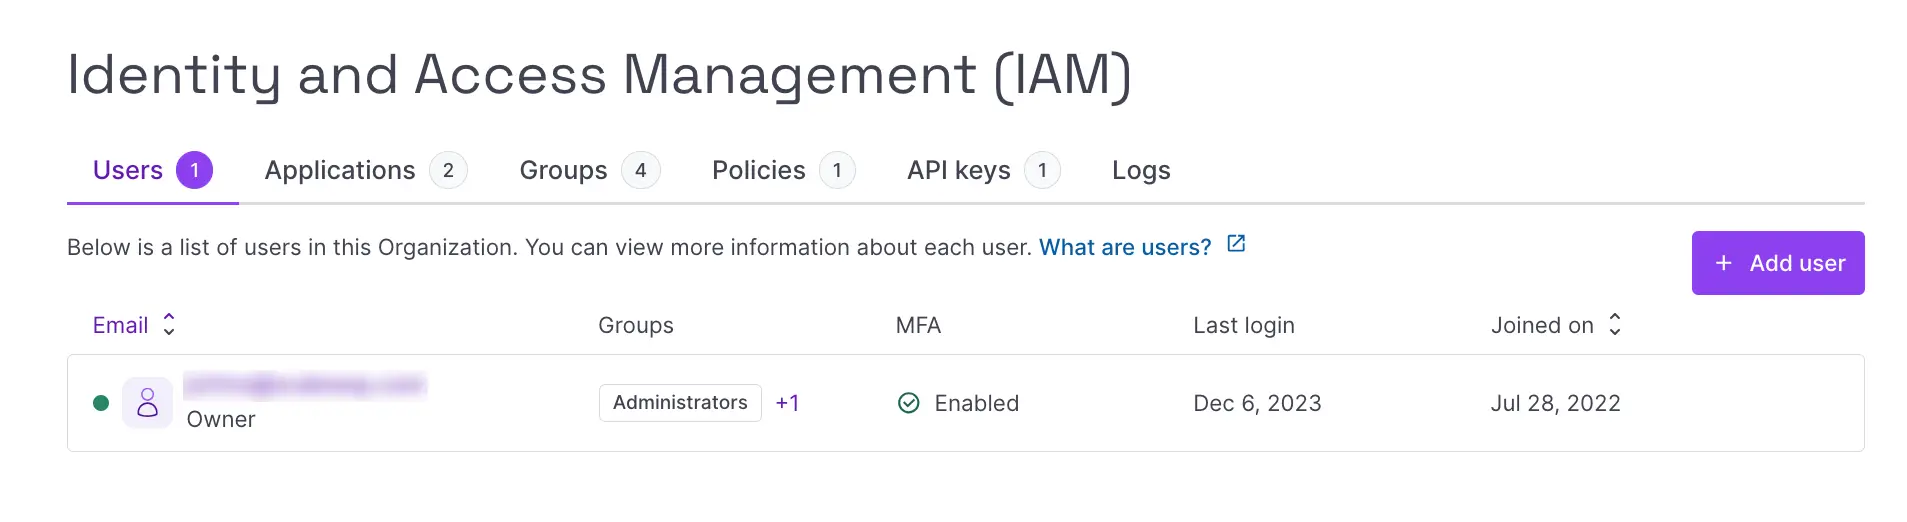 Identity and Access Management (IAM)
Users 1 Applications 2 Groups 4 Policies 1 API keys 1 Logs
Below is a list of users in this Organization. You can view more information about each user. What are users?
+ Add user
Email Groups MFA Last login Joined on
Owner Administrators +1 Enabled Dec 6, 2023 Jul 28, 2022